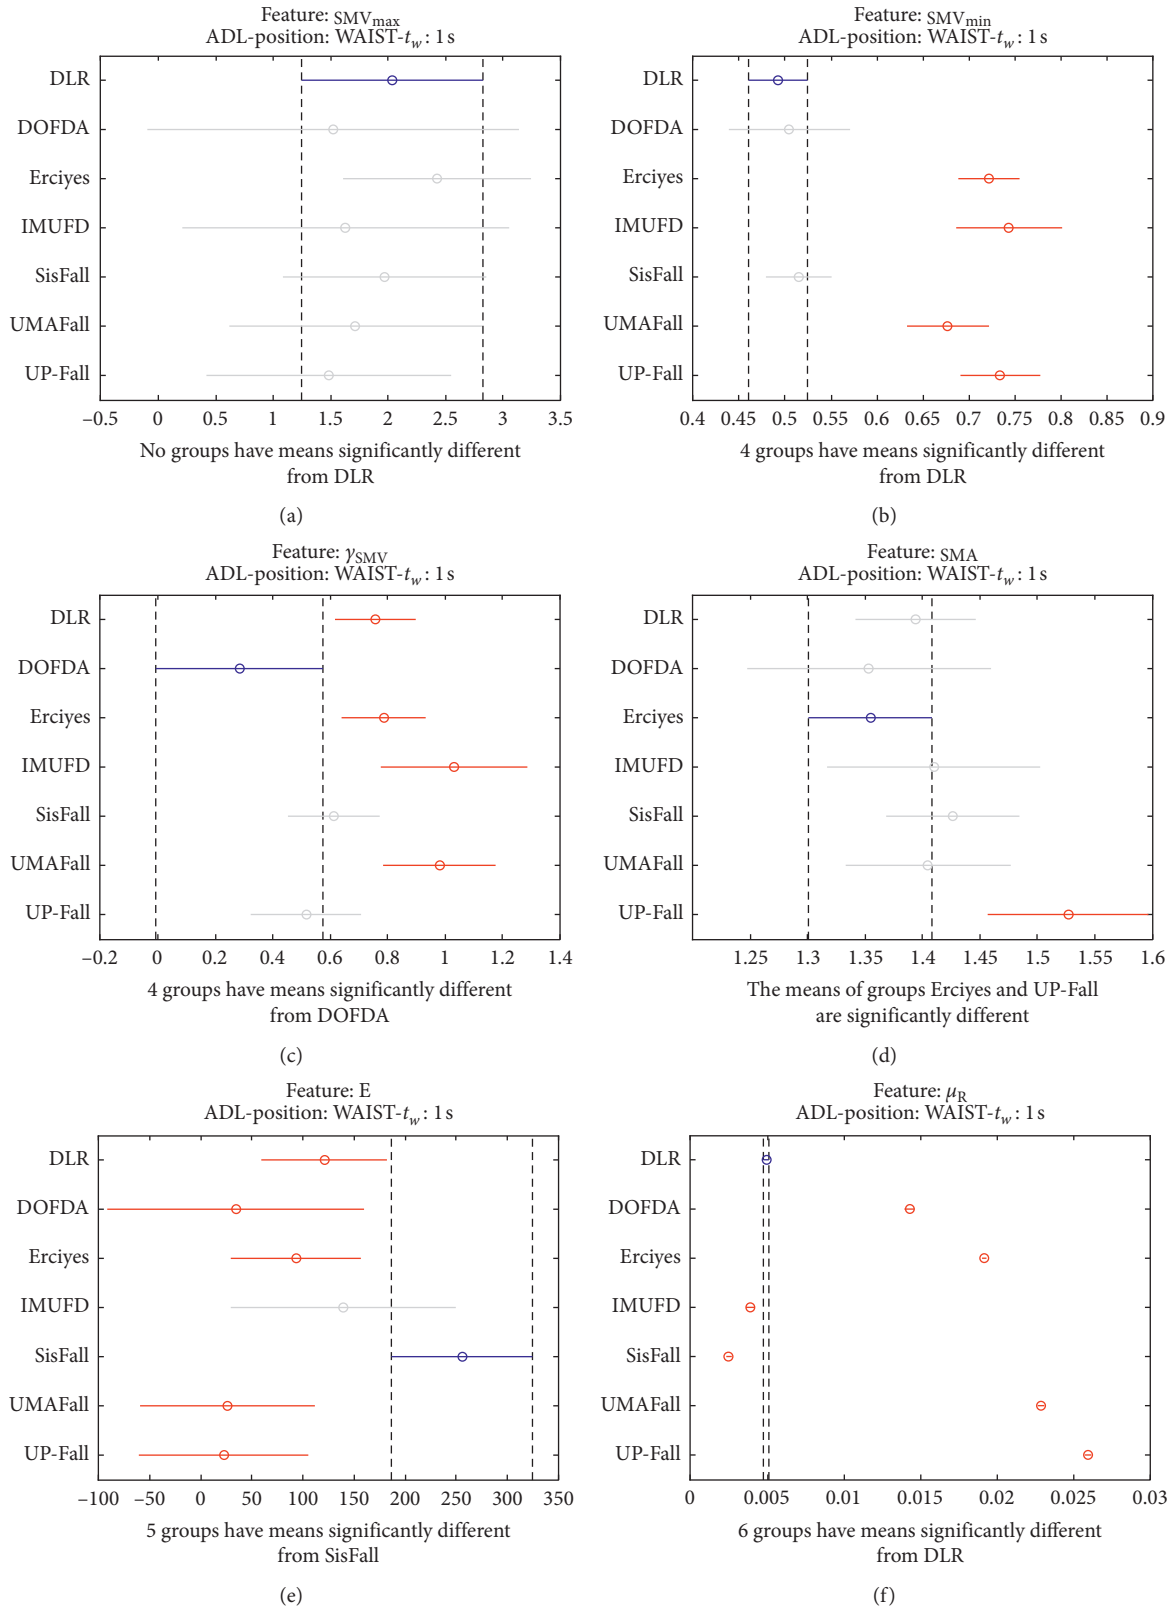 Feature: SMVmax
ADL-position: WAIST-tw: 1 s
DLR
DOFDA
Erciyes
IMUFD
SisFall
UMAFall
UP-Fall
−0.5 0 0.5 1 1.5 2 2.5 3 3.5
No groups have means significantly different
from DLR
(a)
Feature: SMVmin
ADL-position: WAIST-tw: 1 s
DLR
DOFDA
Erciyes
IMUFD
SisFall
UMAFall
UP-Fall
0.4 0.45 0.5 0.55 0.6 0.65 0.7 0.75 0.8 0.85 0.9
4 groups have means significantly different
from DLR
(b)
Feature: γSMV
ADL-position: WAIST-tw: 1 s
DLR
DOFDA
Erciyes
IMUFD
SisFall
UMAFall
UP-Fall
−0.2 0 0.2 0.4 0.6 0.8 1 1.2 1.4
4 groups have means significantly different
from DOFDA
(c)
Feature: SMA
ADL-position: WAIST-tw: 1 s
DLR
DOFDA
Erciyes
IMUFD
SisFall
UMAFall
UP-Fall
1.25 1.3 1.35 1.4 1.45 1.5 1.55 1.6
The means of groups Erciyes and UP-Fall
are significantly different
(d)
Feature: E
ADL-position: WAIST-tw: 1 s
DLR
DOFDA
Erciyes
IMUFD
SisFall
UMAFall
UP-Fall
−100 −50 0 50 100 150 200 250 300 350
5 groups have means significantly different
from SisFall
(e)
Feature: μR
ADL-position: WAIST-tw: 1 s
DLR
DOFDA
Erciyes
IMUFD
SisFall
UMAFall
UP-Fall
0 0.005 0.01 0.015 0.02 0.025 0.03
6 groups have means significantly different
from DLR
(f)